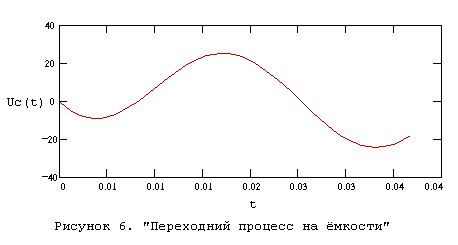 40
20
Uc(t) 0
-20
-40
0 0.01 0.01 0.01 0.02 0.02 0.03 0.03 0.04 0.04
t
Рисунок 6. "Переходний процесс на ёмкости"